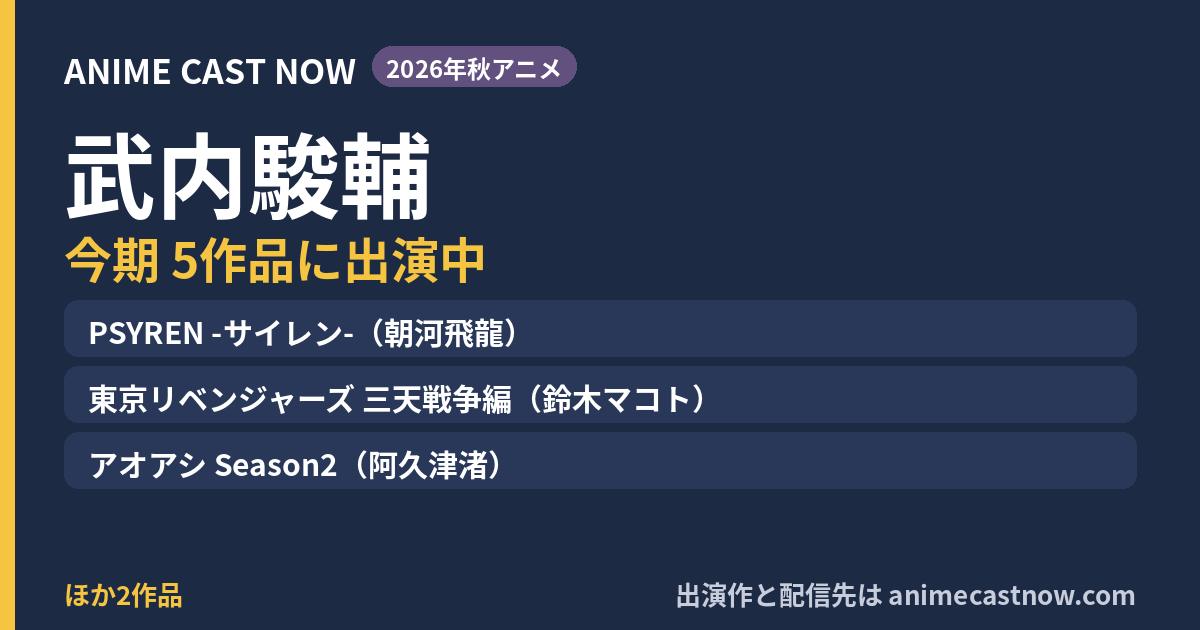 ANIME CAST NOW 2026年秋アニメ
武内駿輔
今期 5作品に出演中
PSYREN -サイレン-（朝河飛龍）
東京リベンジャーズ 三天戦争編（鈴木マコト）
アオアシ Season2（阿久津渚）
ほか2作品 出演作と配信先は animecastnow.com